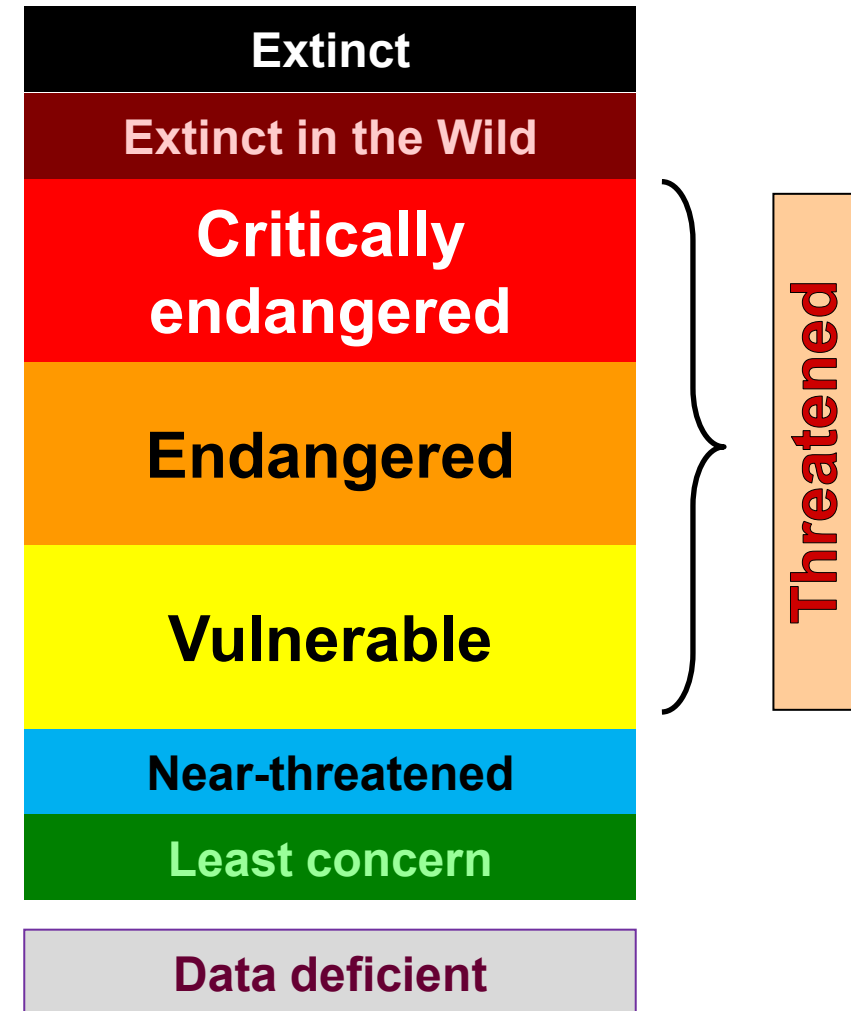 Extinct
Extinct in the Wild
Critically
endangered
Endangered
Vulnerable
Near-threatened
Least concern
Data deficient
Threatened